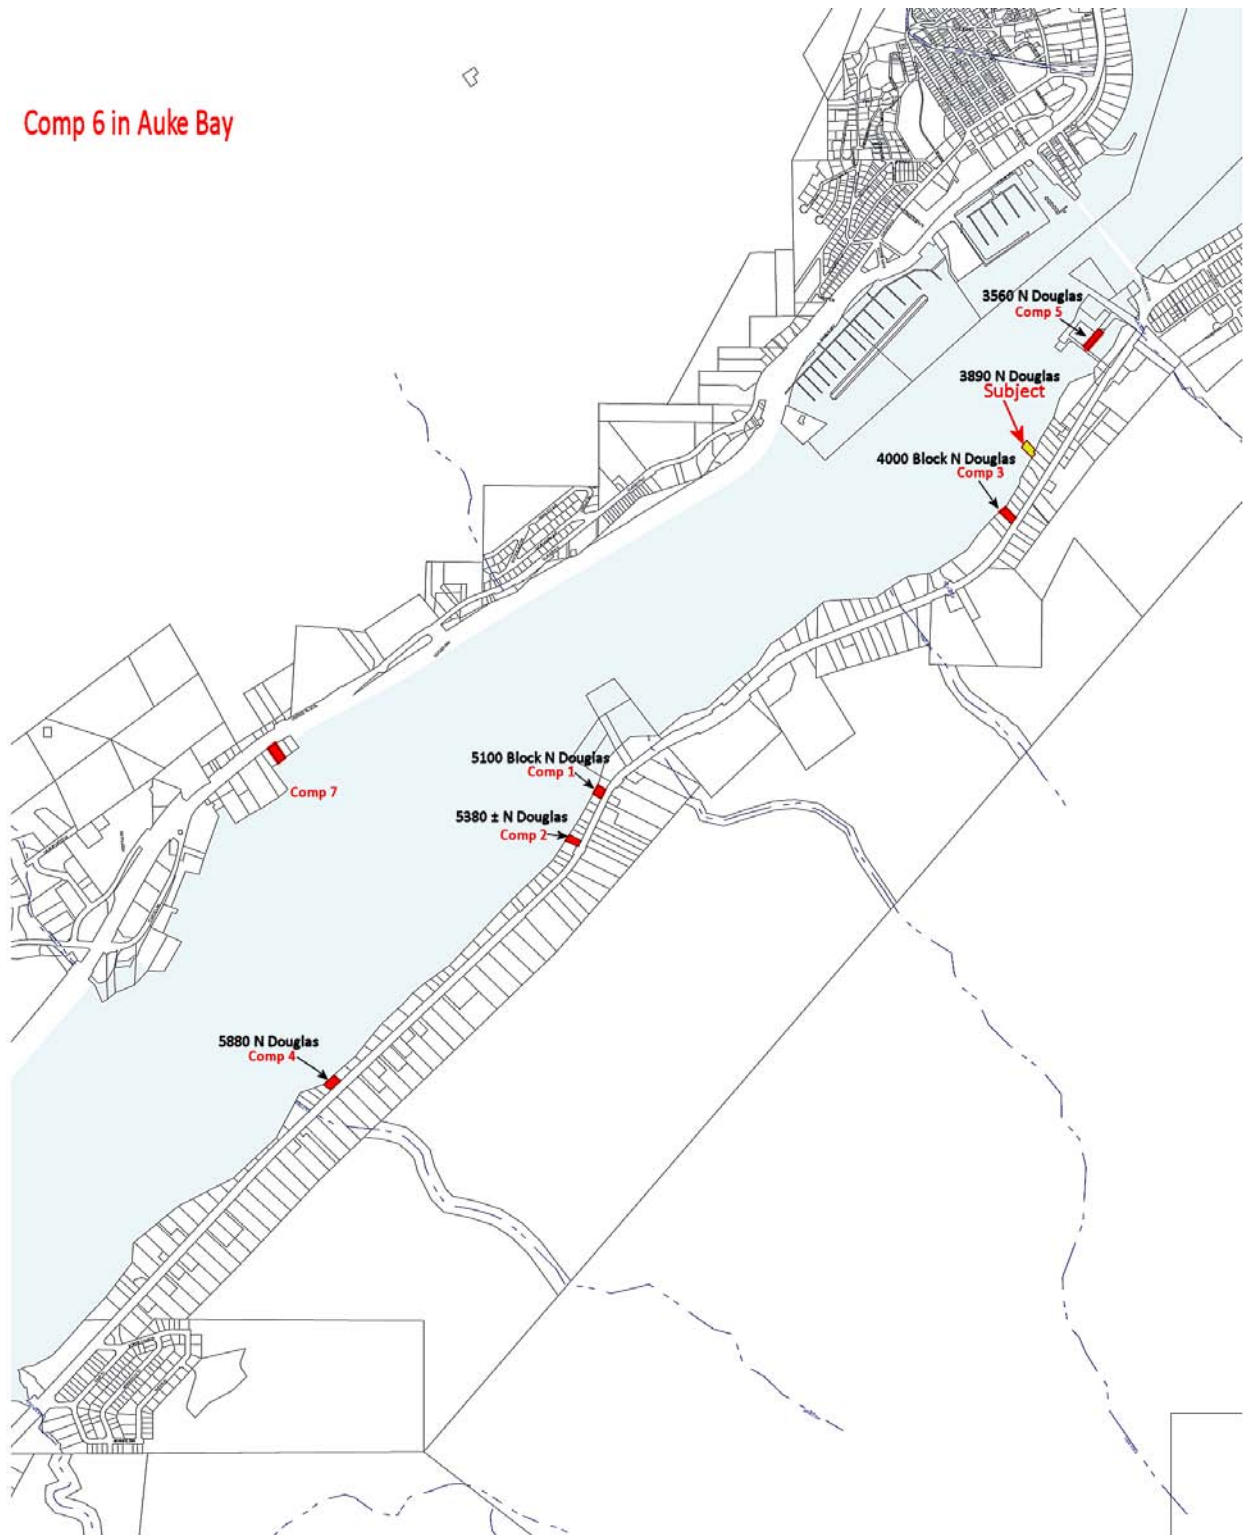 Comp 6 in Auke Bay
3560 N Douglas
Comp 5
3890 N Douglas
Subject
4000 Block N Douglas
Comp 3
5100 Block N Douglas
Comp 1
Comp 7
5380 ± N Douglas
Comp 2
5880 N Douglas
Comp 4